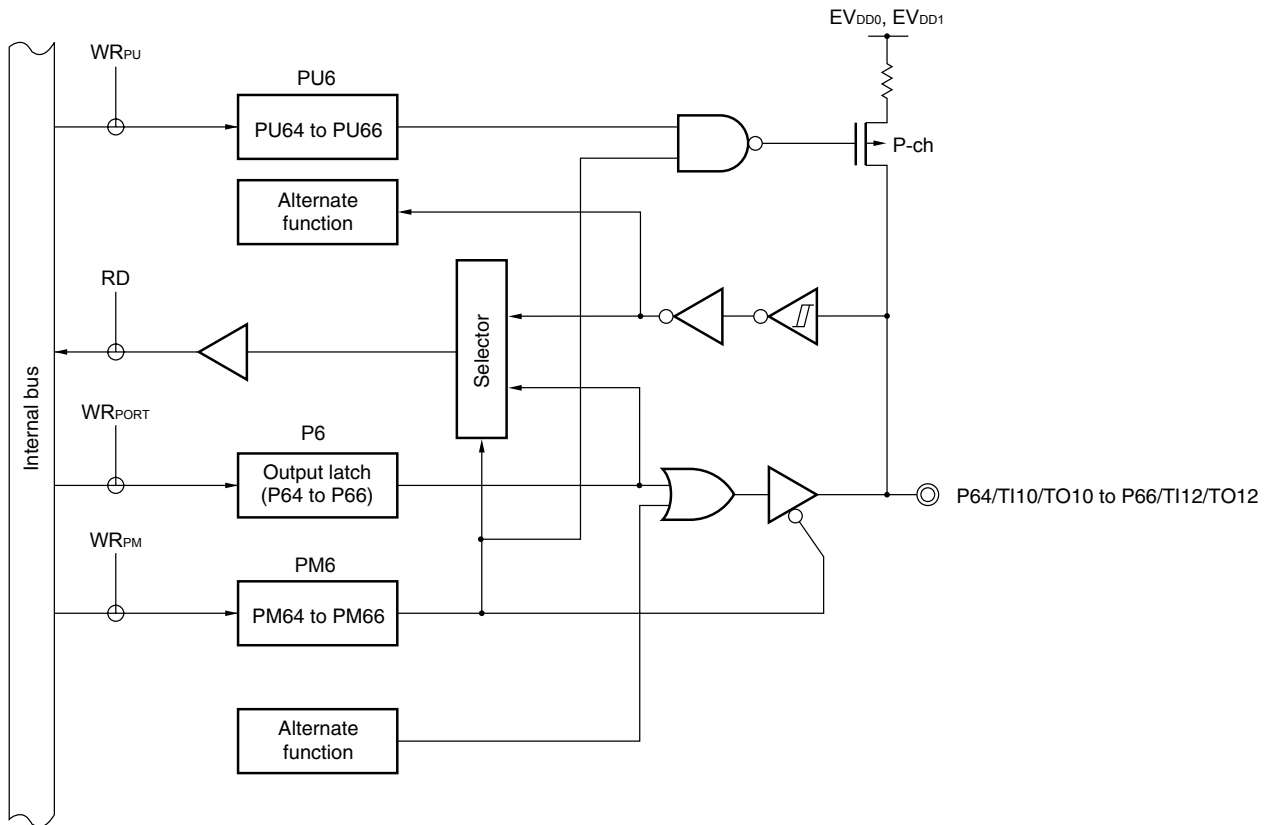 EVDD0, EVDD1
WRPU
PU6
PU64 to PU66
P-ch
Alternate
function
RD
Selector
Internal bus
WRPORT
P6
Output latch
(P64 to P66)
P64/TI10/TO10 to P66/TI12/TO12
WRPM
PM6
PM64 to PM66
Alternate
function